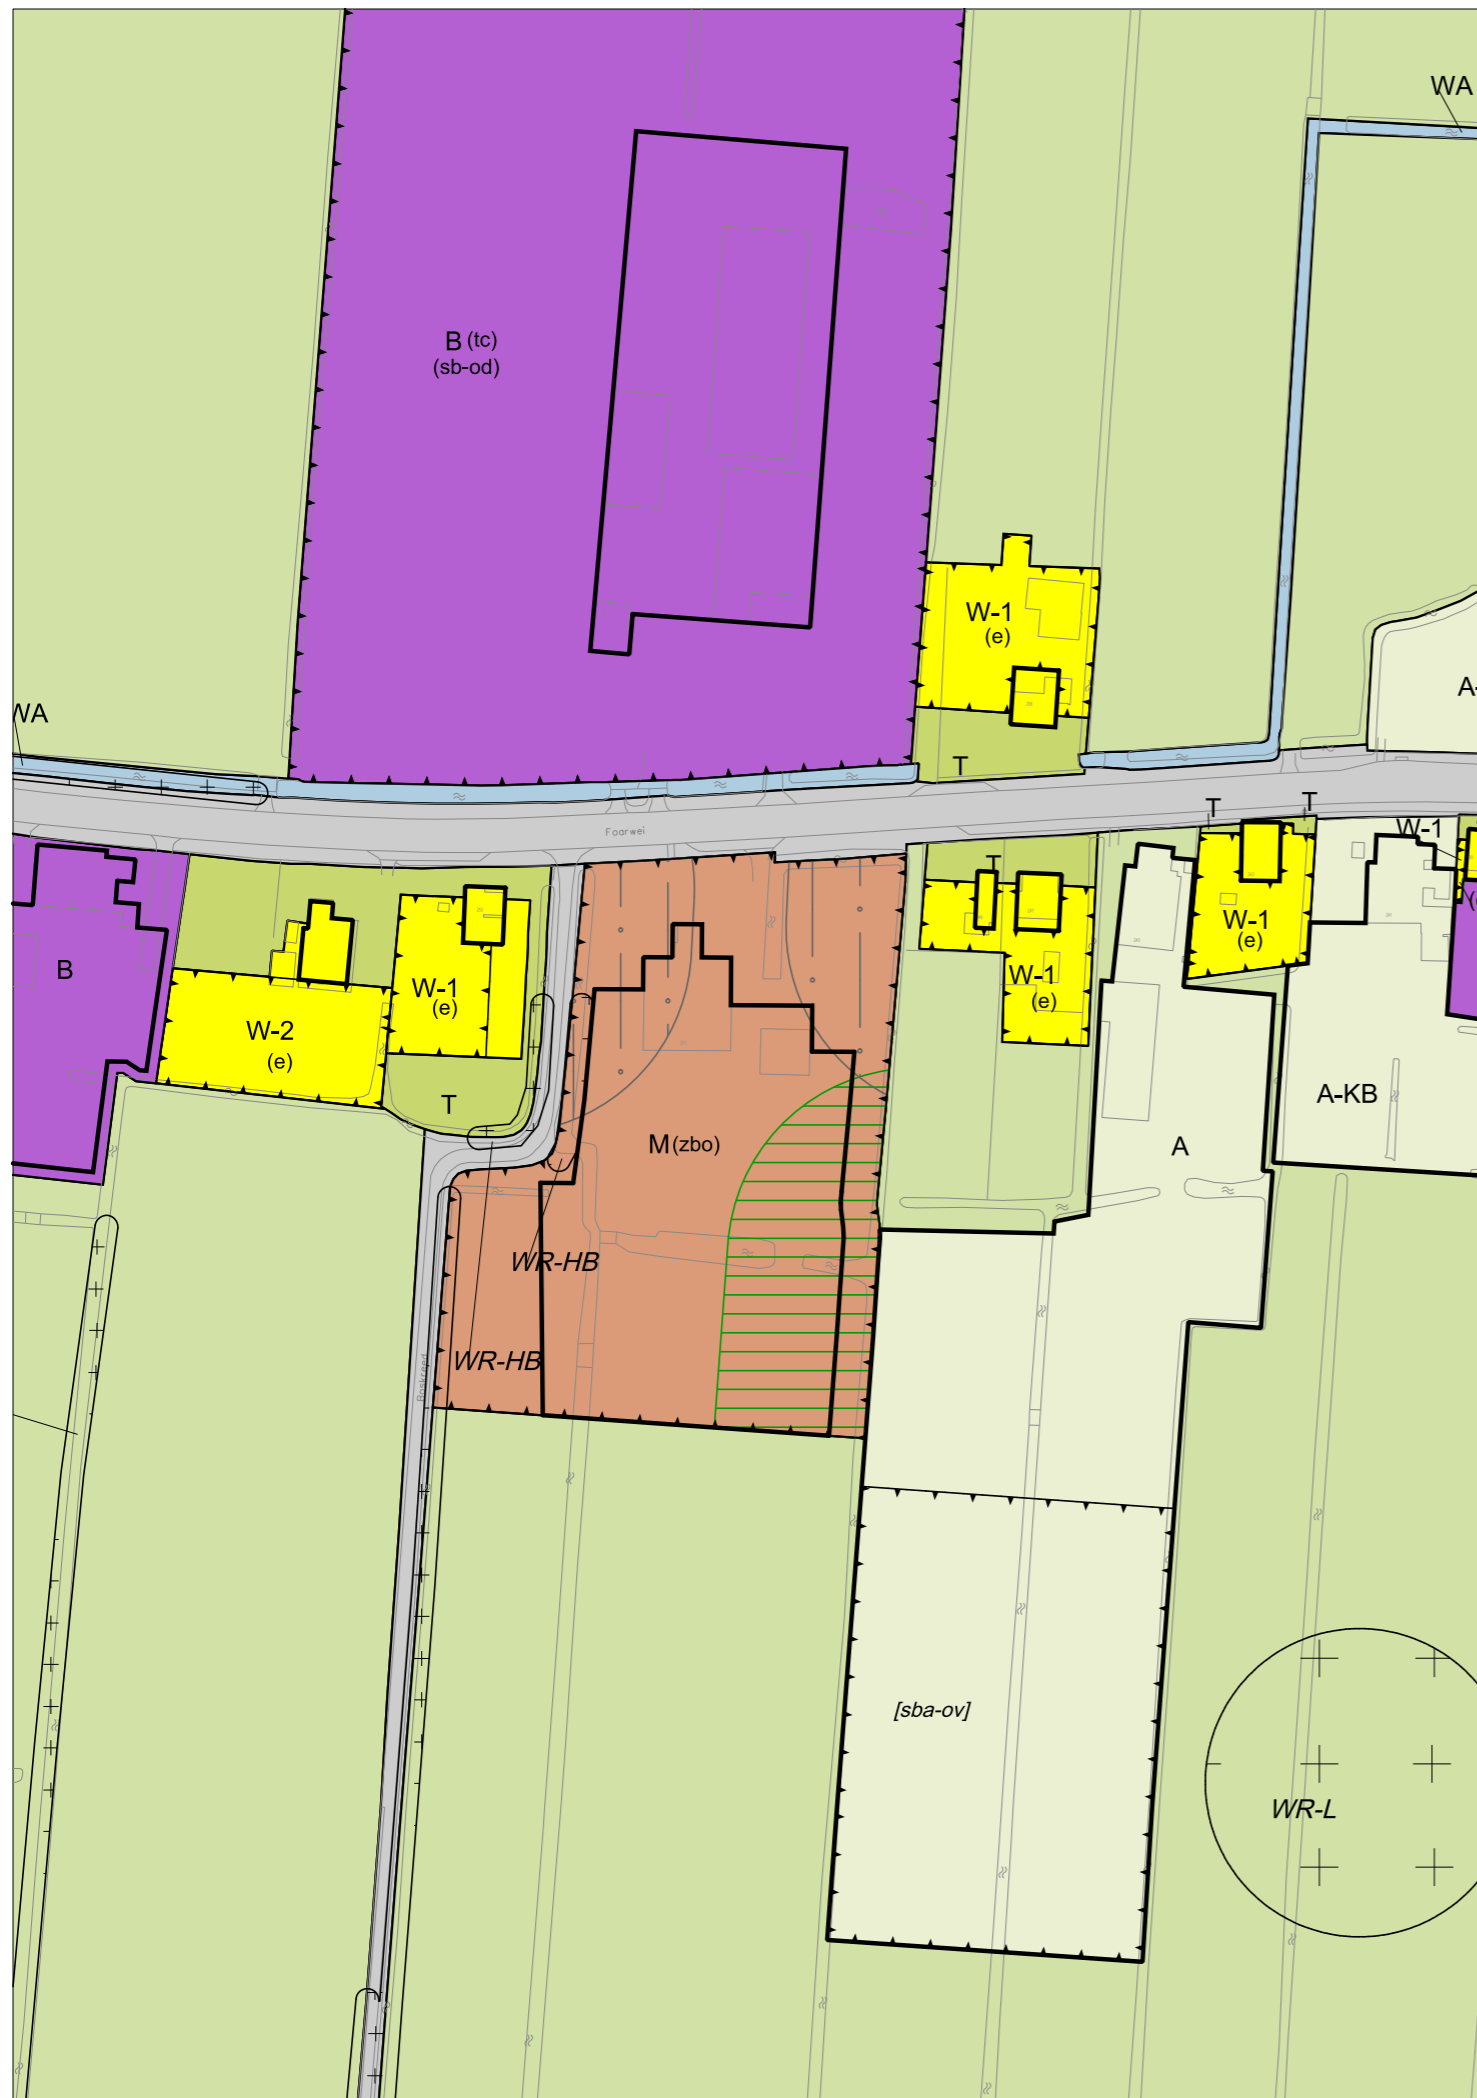 WA
B (tc)
(sb-od)
W-1
(e)
A-
WA
T
Foarwei
T
T
W-1
T
B
W-2
(e)
W-1
(e)
T
W-1
(e)
W-1
(e)
M (zbo)
A
A-KB
WR-HB
WR-HB
Boskreed
[sba-ov]
WR-L